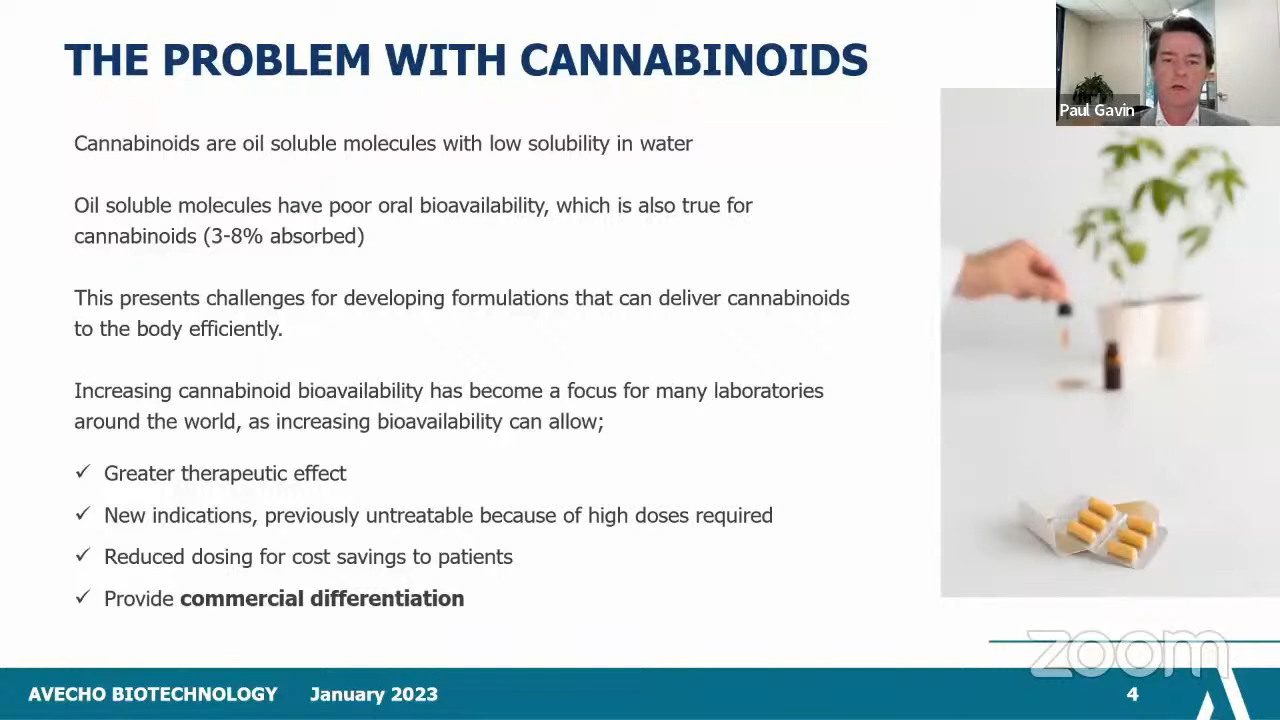 THE PROBLEM WITH CANNABINOIDS
Paul Gavin
Cannabinoids are oil soluble molecules with low solubility in water
Oil soluble molecules have poor oral bioavailability, which is also true for
cannabinoids (3-8% absorbed)
This presents challenges for developing formulations that can deliver cannabinoids
to the body efficiently.
Increasing cannabinoid bioavailability has become a focus for many laboratories
around the world, as increasing bioavailability can allow;
✓ Greater therapeutic effect
✓ New indications, previously untreatable because of high doses required
✓ Reduced dosing for cost savings to patients
✓ Provide commercial differentiation
zoom
AVECHO BIOTECHNOLOGY January 2023 4